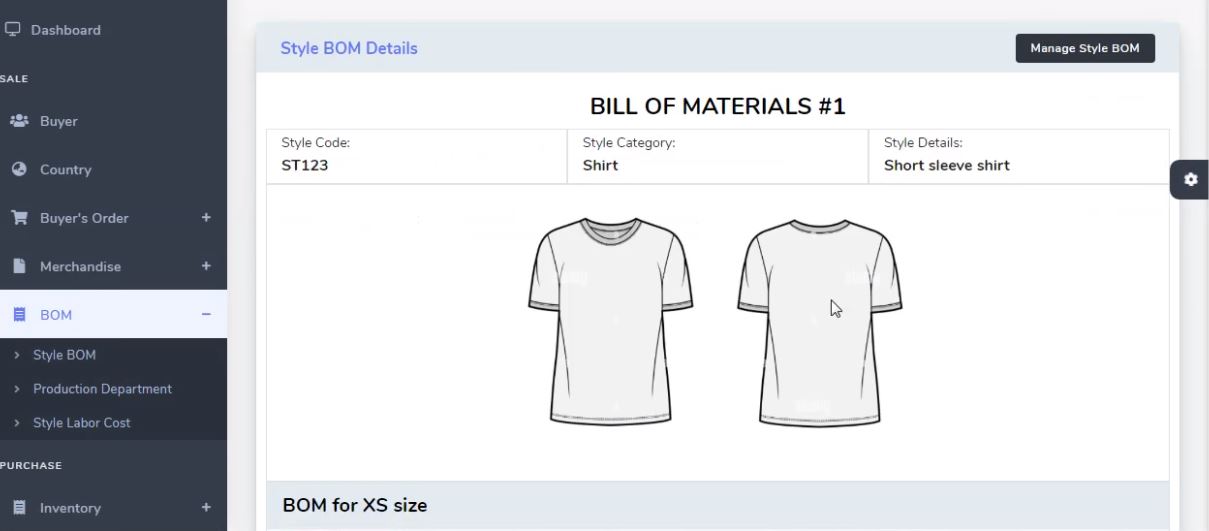 Dashboard
SALE
Buyer
Country
Buyer's Order
Merchandise
BOM
Style BOM
Production Department
Style Labor Cost
PURCHASE
Inventory
Style BOM Details
Manage Style BOM
BILL OF MATERIALS #1
Style Code:
ST123
Style Category:
Shirt
Style Details:
Short sleeve shirt
BOM for XS size